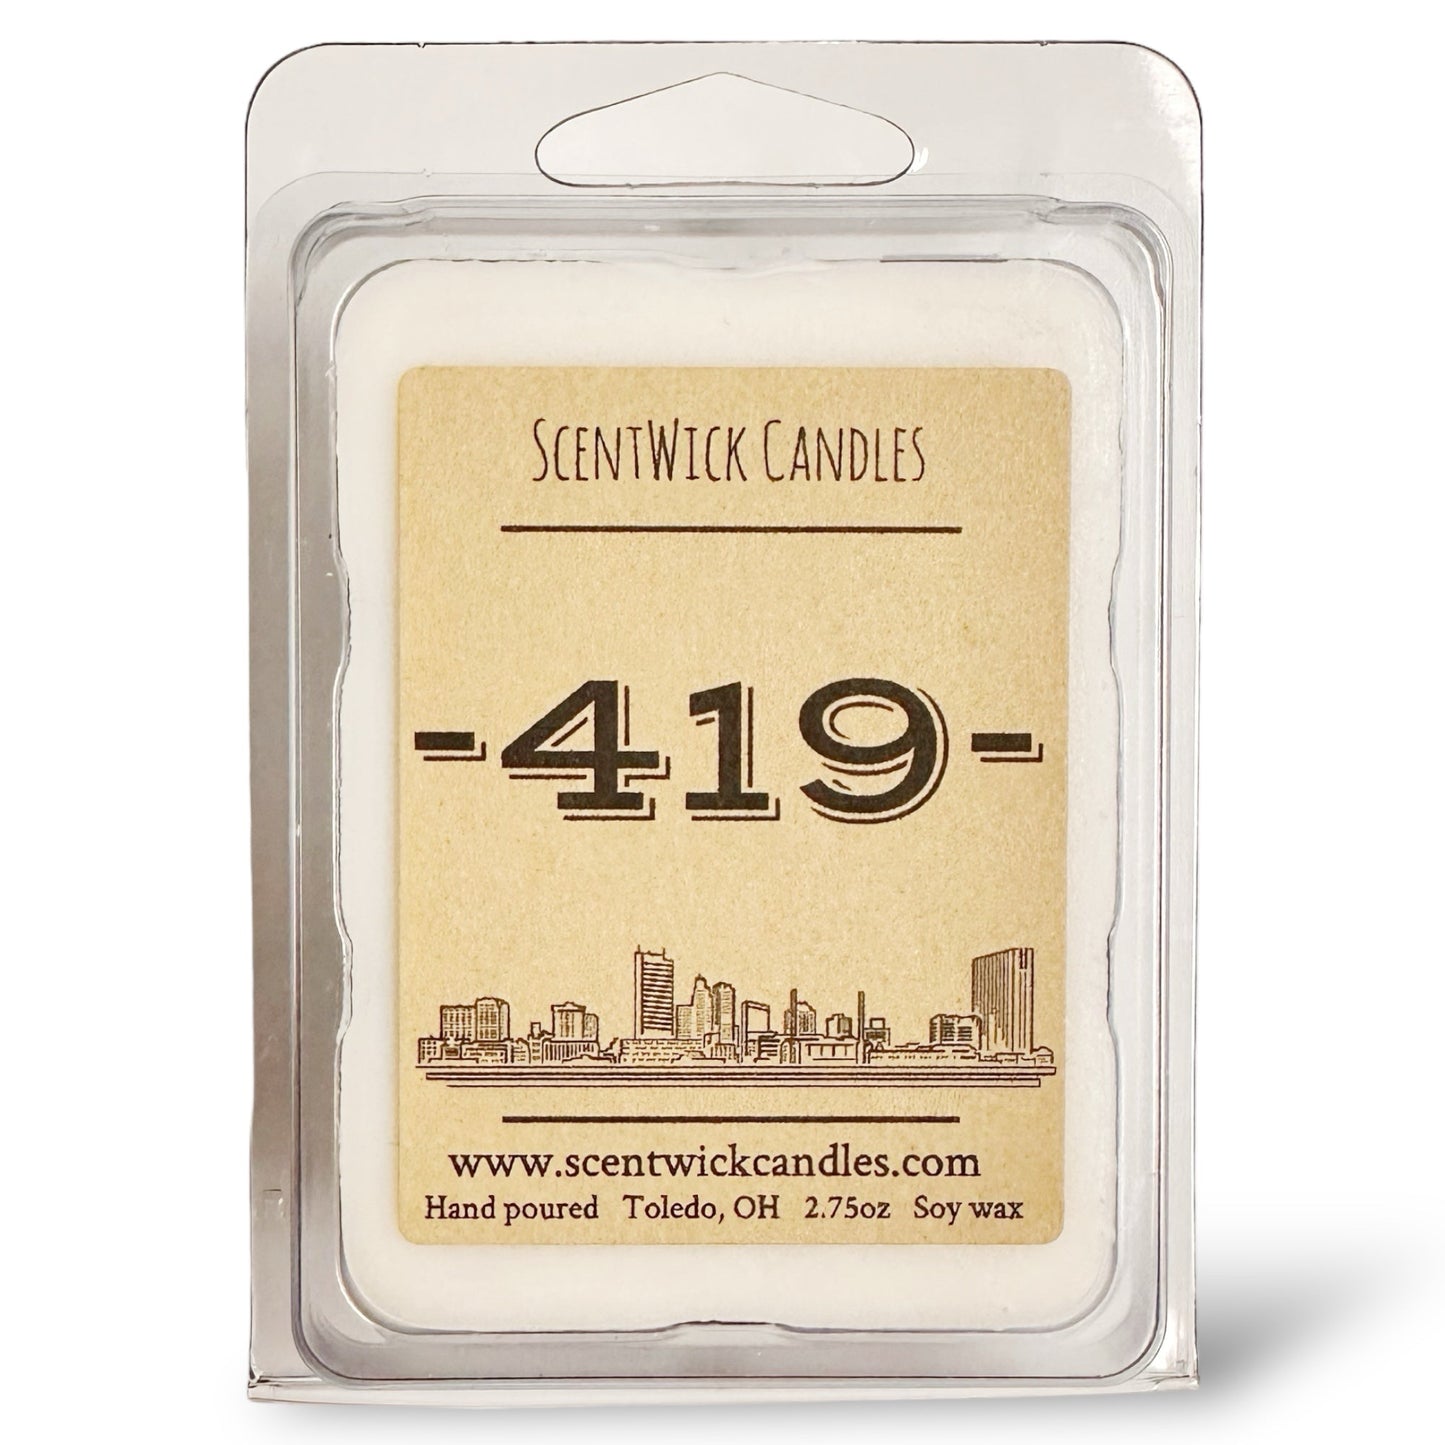 ScentWick Candles
-419-
www.scentwickcandles.com
Hand poured Toledo, OH 2.75oz Soy wax